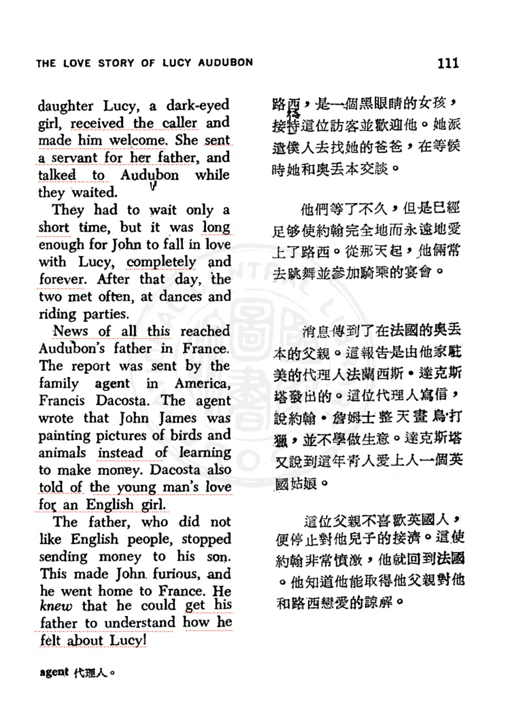 THE LOVE STORY OF LUCY AUDUBON
111
daughter Lucy, a dark-eyed
girl, received the caller and
made him welcome. She sent
a servant for her father, and
talked to Audubon while
they waited.
They had to wait only a
short time, but it was long
enough for John to fall in love
with Lucy, completely and
forever. After that day, the
two met often, at dances and
riding parties.
News of all this reached
Audubon's father in France.
The report was sent by the
family agent in America,
Francis Dacosta. The agent
wrote that John James was
painting pictures of birds and
animals instead of learning
to make money. Dacosta also
told of the young man's love
for an English girl.
The father, who did not
like English people, stopped
sending money to his son.
This made John furious, and
he went home to France. He
knew that he could get his
father to understand how he
felt about Lucy!
agent 代理人。
路西,是一個黑眼睛的女孩,
接待這位訪客並歡迎他。她派
遣僕人去找她的爸爸,在等候
時她和奧丢本交談。
他們等了不久,但是已經
足够使約翰完全地而永遠地愛
上了路西。從那天起,他倆常
去跳舞並參加騎乘的宴會。
消息傳到了在法國的奧丢
本的父親。這報告是由他家駐
美的代理人法蘭西斯·達克斯
塔發出的。這位代理人寫信,
說約翰·詹姆士整天畫鳥打
獵,並不學做生意。達克斯塔
又說到這年青人愛上人一個英
國姑娘。
這位父親不喜歡英國人,
便停止對他兒子的接濟。這使
約翰非常憤激,他就回到法國
。他知道他能取得他父親對他
和路西戀愛的諒解。